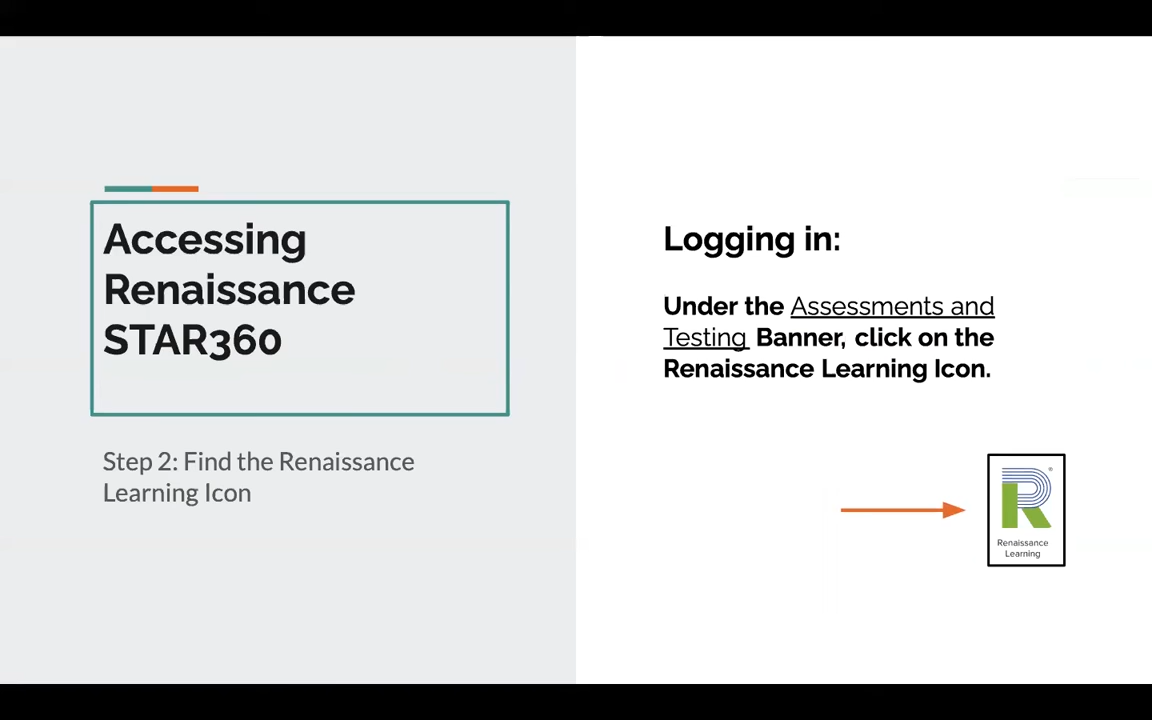 Accessing
Renaissance
STAR360
Step 2: Find the Renaissance
Learning Icon
Logging in:
Under the Assessments and
Testing Banner, click on the
Renaissance Learning Icon.
R®
Renaissance
Learning